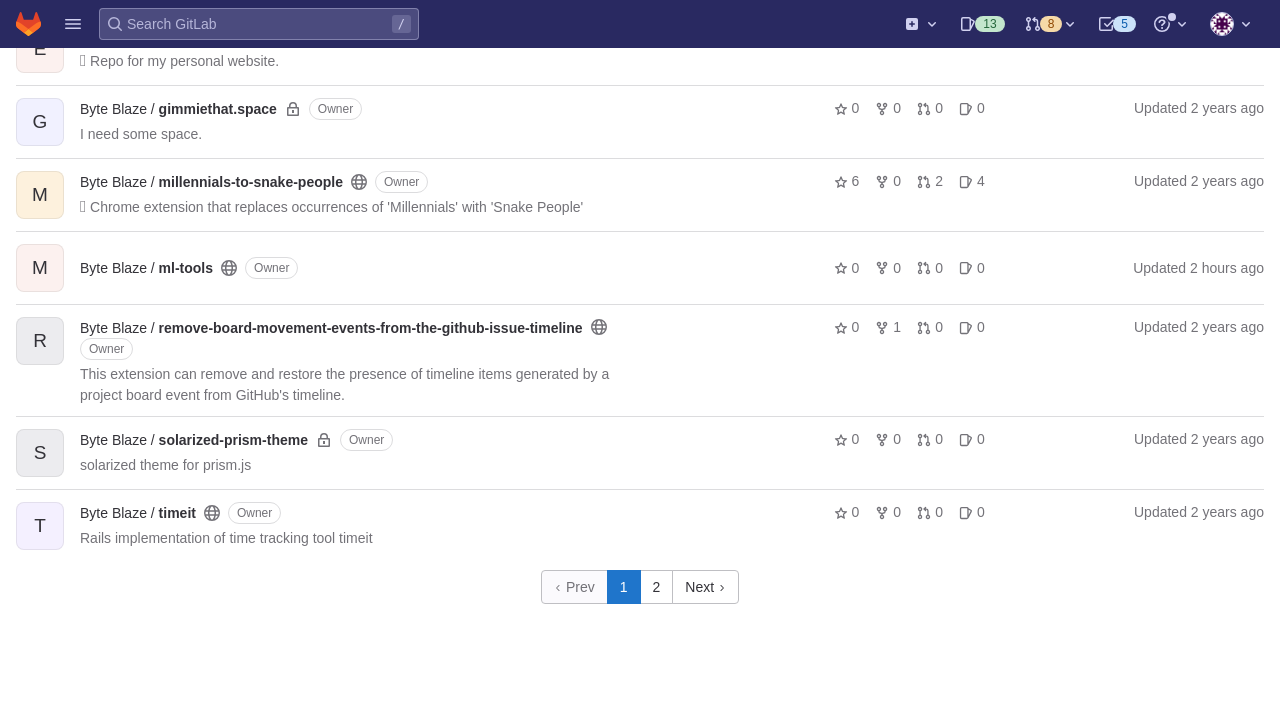 Search GitLab /
13
8
5
E
Repo for my personal website.
G
Byte Blaze / gimmiethat.space Owner
0 0 0 0
Updated 2 years ago
I need some space.
M
Byte Blaze / millennials-to-snake-people Owner
6 0 2 4
Updated 2 years ago
Chrome extension that replaces occurrences of 'Millennials' with 'Snake People'
M
Byte Blaze / ml-tools Owner
0 0 0 0
Updated 2 hours ago
R
Byte Blaze / remove-board-movement-events-from-the-github-issue-timeline
Owner
0 1 0 0
Updated 2 years ago
This extension can remove and restore the presence of timeline items generated by a
project board event from GitHub's timeline.
S
Byte Blaze / solarized-prism-theme Owner
0 0 0 0
Updated 2 years ago
solarized theme for prism.js
T
Byte Blaze / timeit Owner
0 0 0 0
Updated 2 years ago
Rails implementation of time tracking tool timeit
‹ Prev 1 2 Next ›